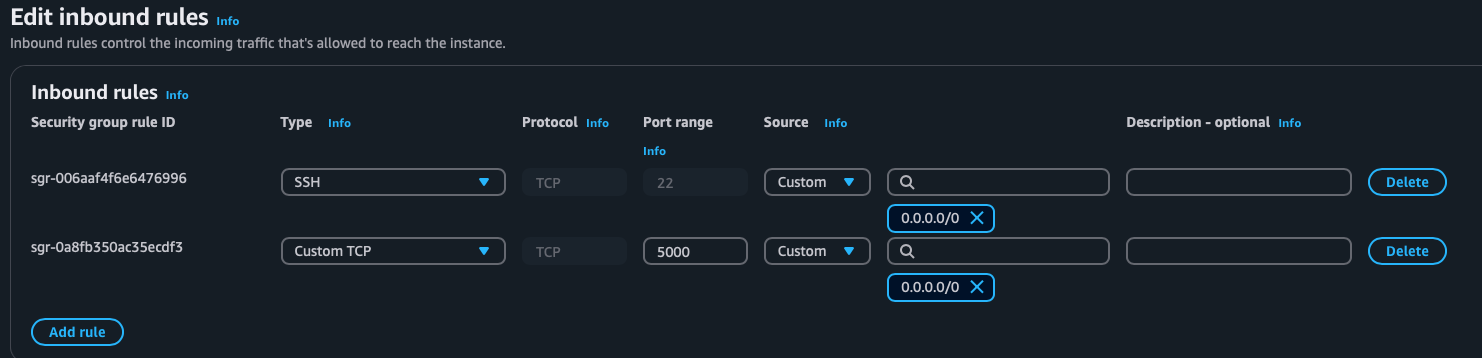 Edit inbound rules Info
Inbound rules control the incoming traffic that's allowed to reach the instance.
Inbound rules Info
Security group rule ID Type Info Protocol Info Port range Source Info Description - optional Info
Info
sgr-006aaf4f6e6476996 SSH TCP 22 Custom Delete
0.0.0.0/0
sgr-0a8fb350ac35ecdf3 Custom TCP TCP 5000 Custom Delete
0.0.0.0/0
Add rule